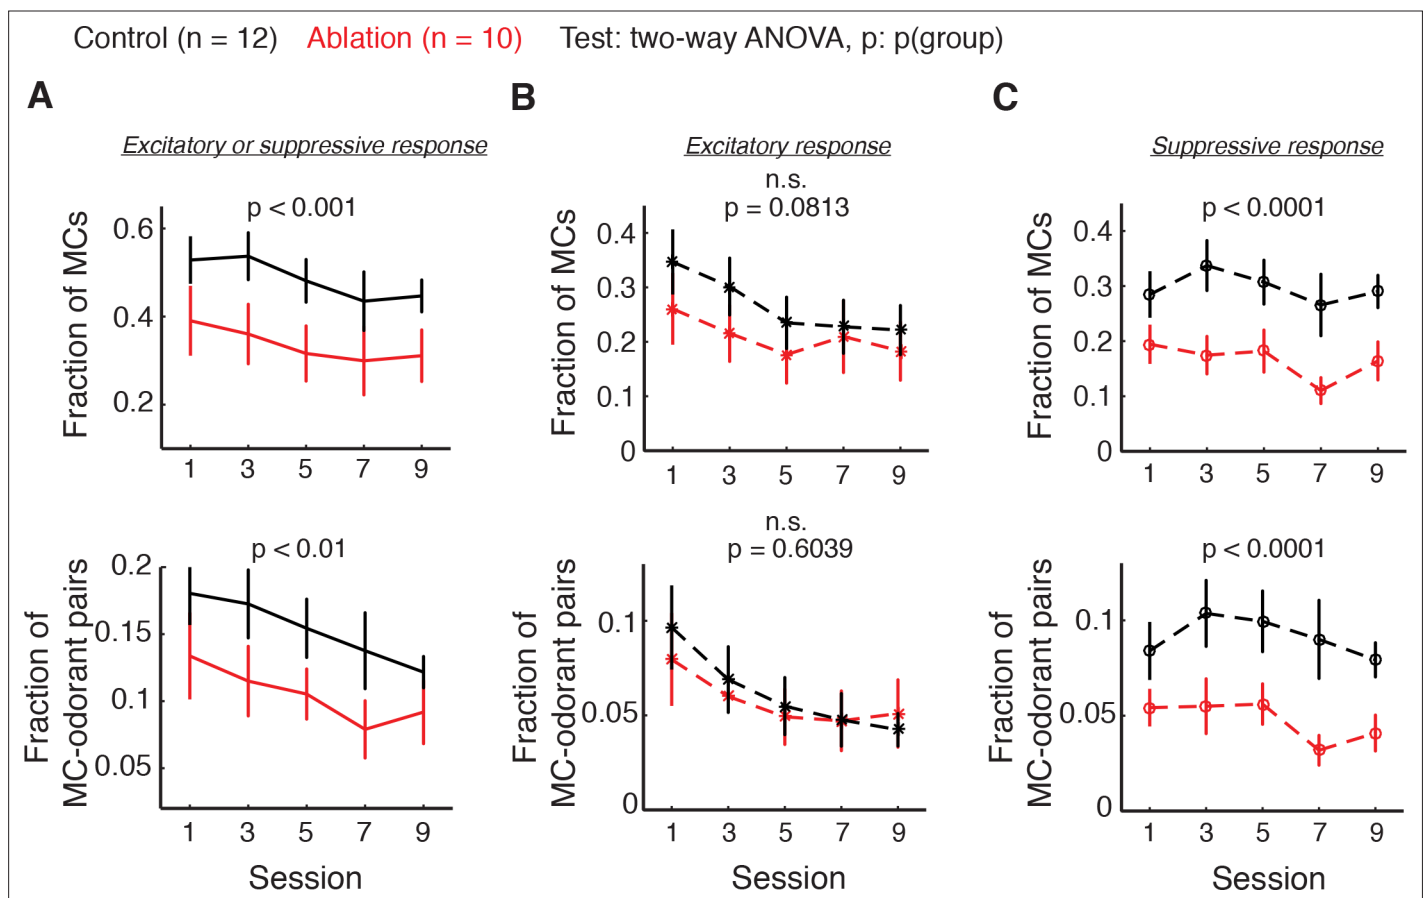 Control (n = 12) Ablation (n = 10) Test: two-way ANOVA, p: p(group)
A
Excitatory or suppressive response
p < 0.001
Fraction of MCs
0.6
0.4
0.2
1 3 5 7 9
p < 0.01
Fraction of
MC-odorant pairs
0.2
0.15
0.1
0.05
1 3 5 7 9
Session
B
Excitatory response
n.s.
p = 0.0813
Fraction of MCs
0.4
0.3
0.2
0.1
0
1 3 5 7 9
n.s.
p = 0.6039
Fraction of
MC-odorant pairs
0.1
0.05
0
1 3 5 7 9
Session
C
Suppressive response
p < 0.0001
Fraction of MCs
0.4
0.3
0.2
0.1
0
1 3 5 7 9
p < 0.0001
Fraction of
MC-odorant pairs
0.1
0.05
0
1 3 5 7 9
Session